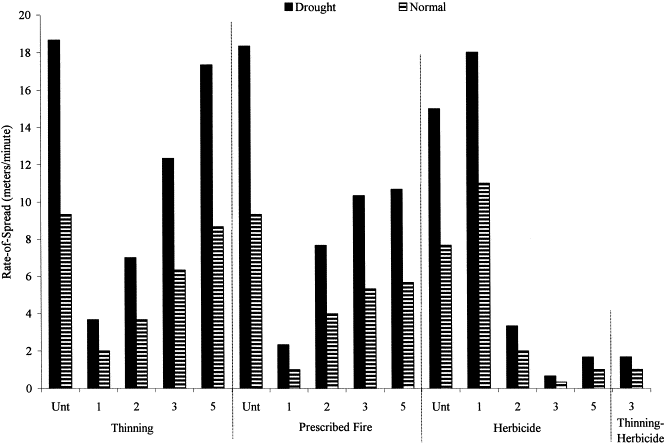 Drought Normal
20
18
16
14
12
10
8
6
4
2
0
Rate-of-Spread (meters/minute)
Unt 1 2 3 5 Unt 1 2 3 5 Unt 1 2 3 5 3
Thinning Prescribed Fire Herbicide Thinning-
Herbicide